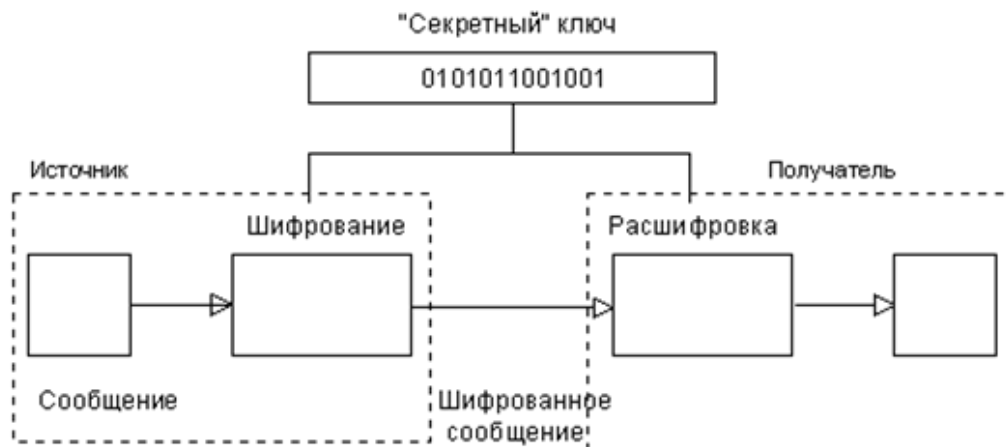 "Секретный" ключ
0101011001001
Источник
Получатель
Шифрование
Расшифровка
Сообщение
Шифрованное
сообщение